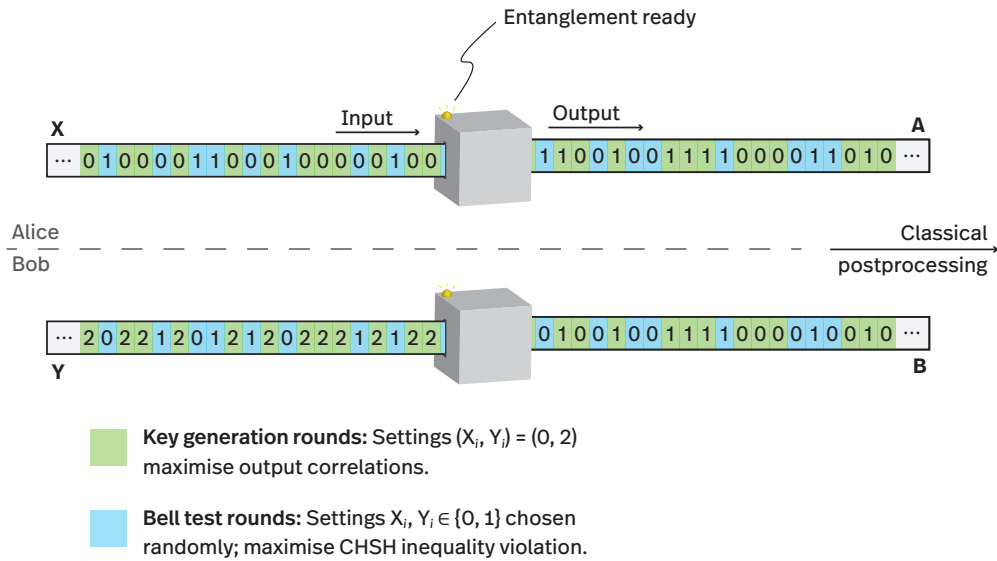 Entanglement ready
X
Input
Output
A
... 0 1 0 0 0 0 1 1 0 0 0 1 0 0 0 0 0 1 0 0
1 1 0 0 1 0 0 1 1 1 1 0 0 0 0 1 1 0 1 0 ...
Alice
Classical
Bob
postprocessing
... 2 0 2 2 1 2 0 1 2 1 2 0 2 2 2 1 2 1 2 2
0 1 0 0 1 0 0 1 1 1 1 0 0 0 0 1 0 0 1 0 ...
Y
B
Key generation rounds: Settings (Xᵢ, Yᵢ) = (0, 2)
maximise output correlations.
Bell test rounds: Settings Xᵢ, Yᵢ ∈ {0, 1} chosen
randomly; maximise CHSH inequality violation.